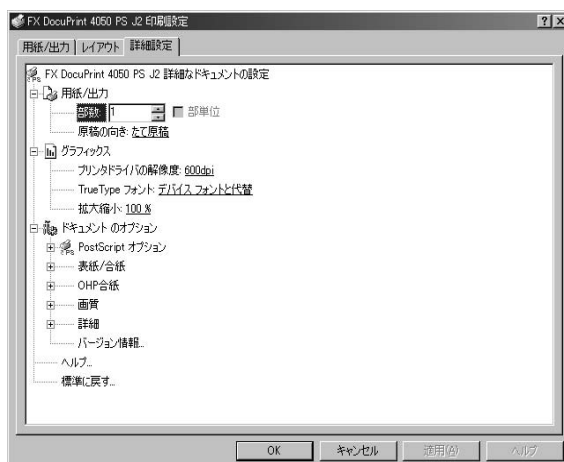 FX DocuPrint 4050 PS J2 印刷設定
用紙/出力 レイアウト 詳細設定
FX DocuPrint 4050 PS J2 詳細なドキュメントの設定
用紙/出力
部数: 1 部単位
原稿の向き: たて原稿
グラフィックス
プリンタドライバの解像度: 600dpi
TrueType フォント: デバイス フォントと代替
拡大縮小: 100 %
ドキュメント のオプション
PostScript オプション
表紙/合紙
OHP合紙
画質
詳細
バージョン情報...
ヘルプ...
標準に戻す...
OK キャンセル 適用(A) ヘルプ